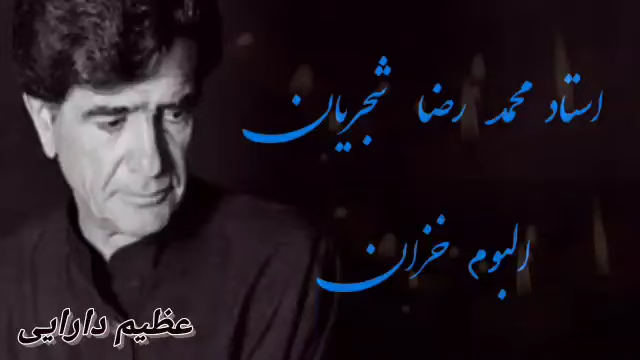 استاد محمد رضا شجریان
البوم خزان
عظیم دارایی